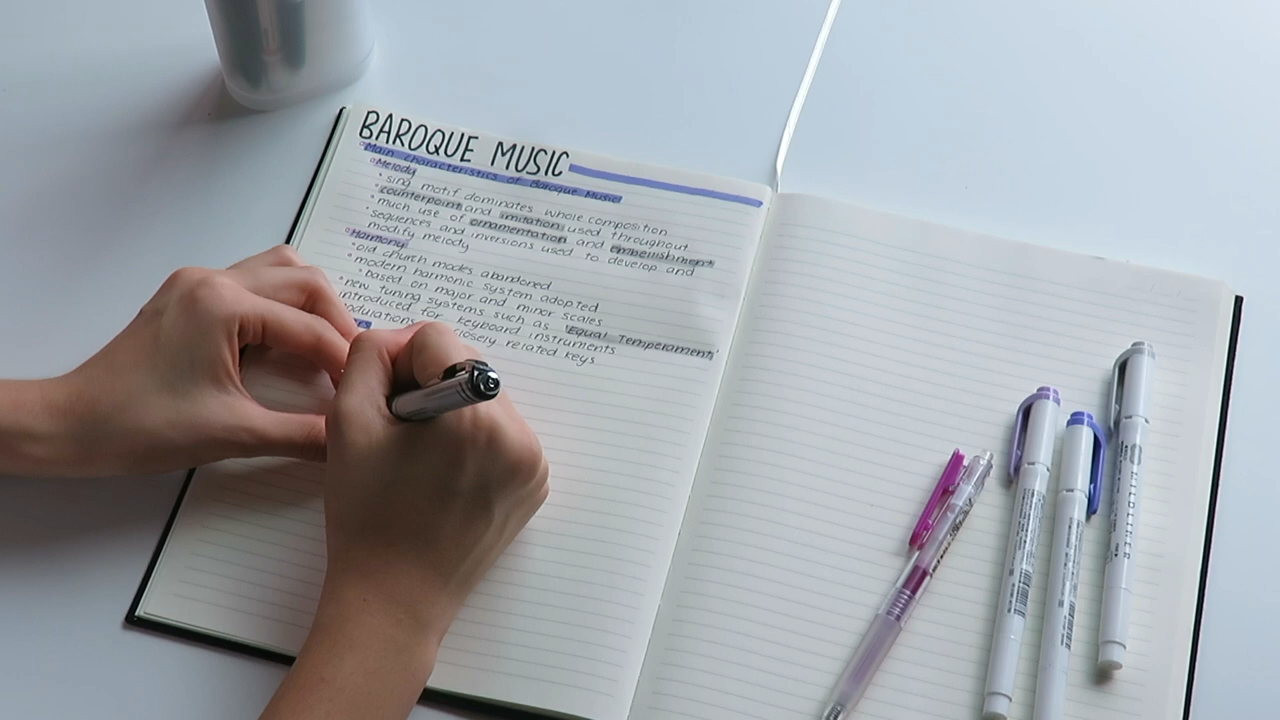 BAROQUE MUSIC
Main characteristics of Baroque Music
Melody
sing motif dominates whole composition
counterpoint and imitation used throughout
much use of ornamentation and embellishment
sequences and inversions used to develop and
modify melody
Harmony
old church modes abandoned
modern harmonic system adopted
based on major and minor scales
new tuning systems such as 'Equal Temperament'
introduced for keyboard instruments
closely related keys
MILDLINER